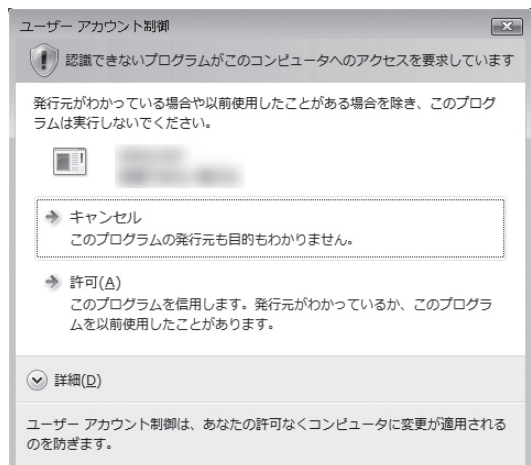 ユーザー アカウント制御
認識できないプログラムがこのコンピュータへのアクセスを要求しています
発行元がわかっている場合や以前使用したことがある場合を除き、このプログ
ラムは実行しないでください。
キャンセル
このプログラムの発行元も目的もわかりません。
許可(A)
このプログラムを信用します。発行元がわかっているか、このプログラ
ムを以前使用したことがあります。
詳細(D)
ユーザー アカウント制御は、あなたの許可なくコンピュータに変更が適用される
のを防ぎます。